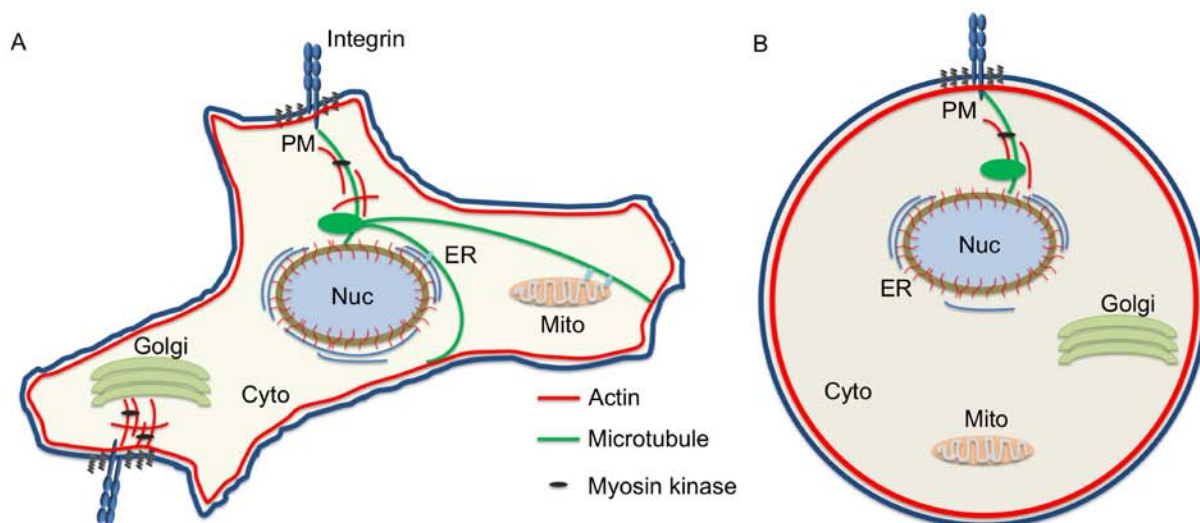 A
Integrin
PM
ER
Nuc
Mito
Golgi
Cyto
Actin
Microtubule
Myosin kinase
B
PM
Nuc
ER
Golgi
Cyto
Mito